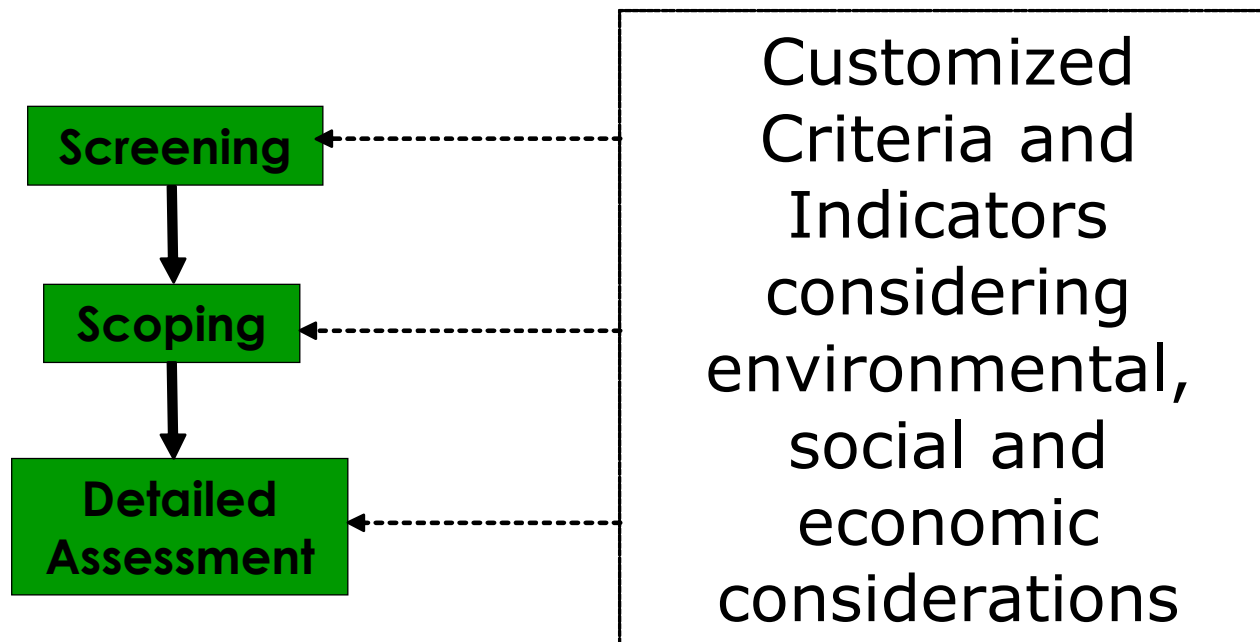 Screening
Scoping
Detailed
Assessment
Customized
Criteria and
Indicators
considering
environmental,
social and
economic
considerations